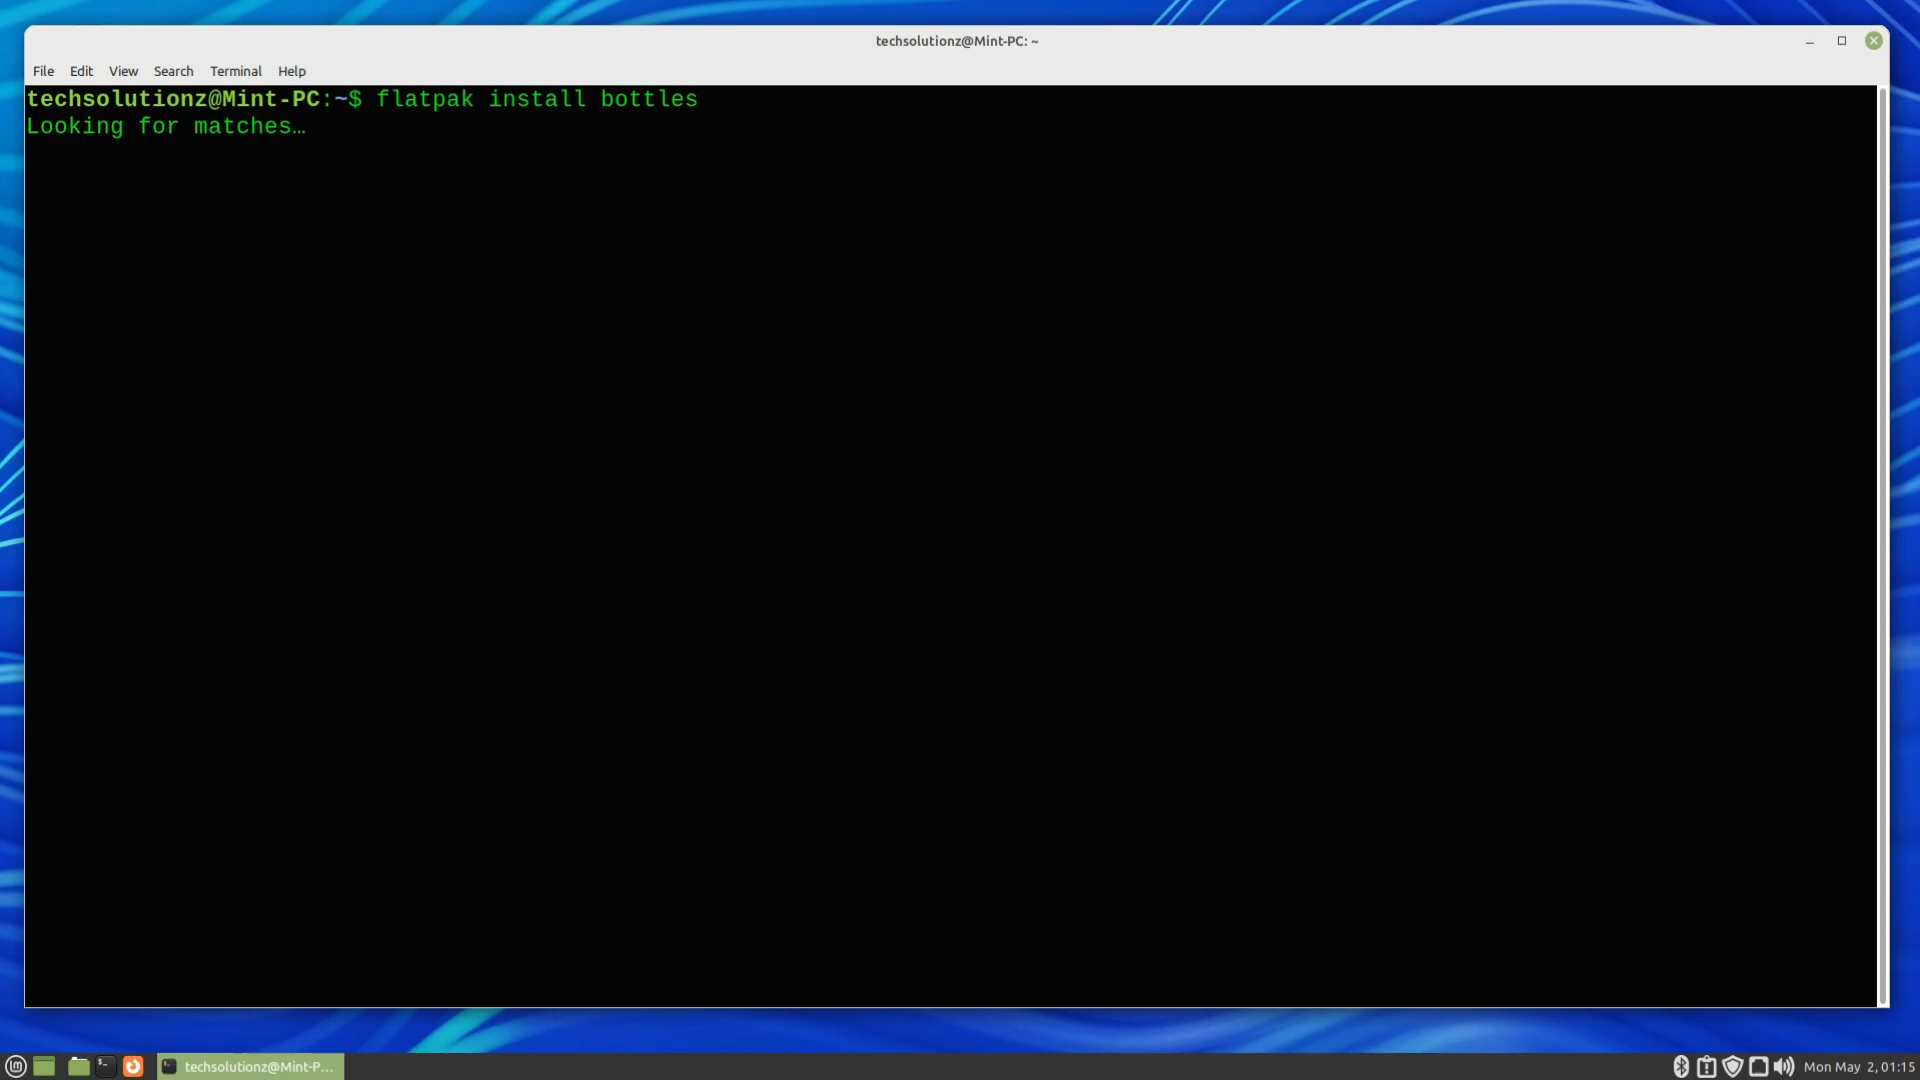 techsolutionz@Mint-PC: ~
File Edit View Search Terminal Help
techsolutionz@Mint-PC:~$ flatpak install bottles
Looking for matches…
techsolutionz@Mint-P...
Mon May 2, 01:15